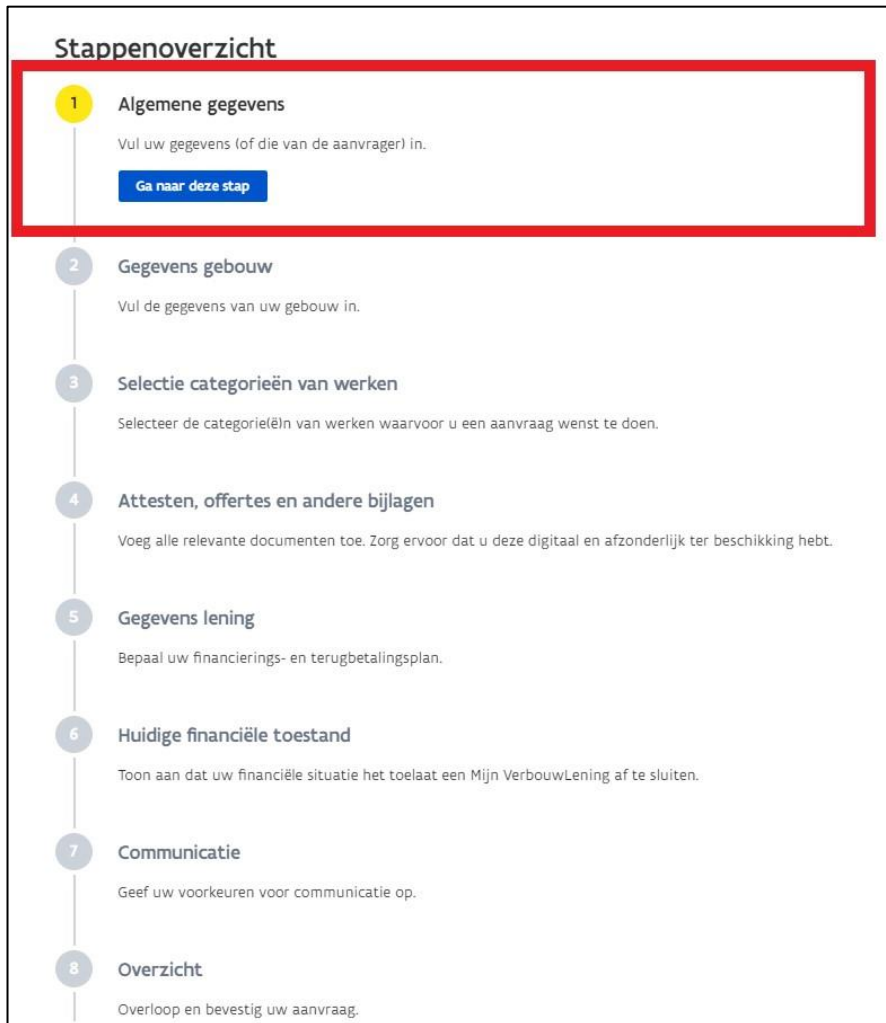 Stappenoverzicht
1
Algemene gegevens
Vul uw gegevens (of die van de aanvrager) in.
Ga naar deze stap
2
Gegevens gebouw
Vul de gegevens van uw gebouw in.
3
Selectie categorieën van werken
Selecteer de categorie(ë)n van werken waarvoor u een aanvraag wenst te doen.
4
Attesten, offertes en andere bijlagen
Voeg alle relevante documenten toe. Zorg ervoor dat u deze digitaal en afzonderlijk ter beschikking hebt.
5
Gegevens lening
Bepaal uw financierings- en terugbetalingsplan.
6
Huidige financiële toestand
Toon aan dat uw financiële situatie het toelaat een Mijn VerbouwLening af te sluiten.
7
Communicatie
Geef uw voorkeuren voor communicatie op.
8
Overzicht
Overloop en bevestig uw aanvraag.